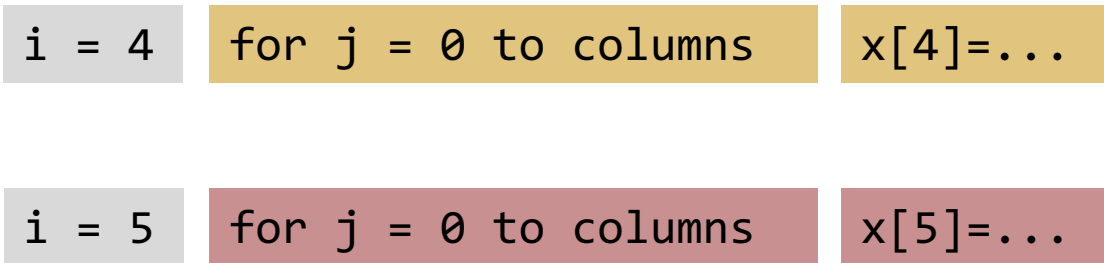 i = 4 for j = 0 to columns x[4]=...
i = 5 for j = 0 to columns x[5]=...